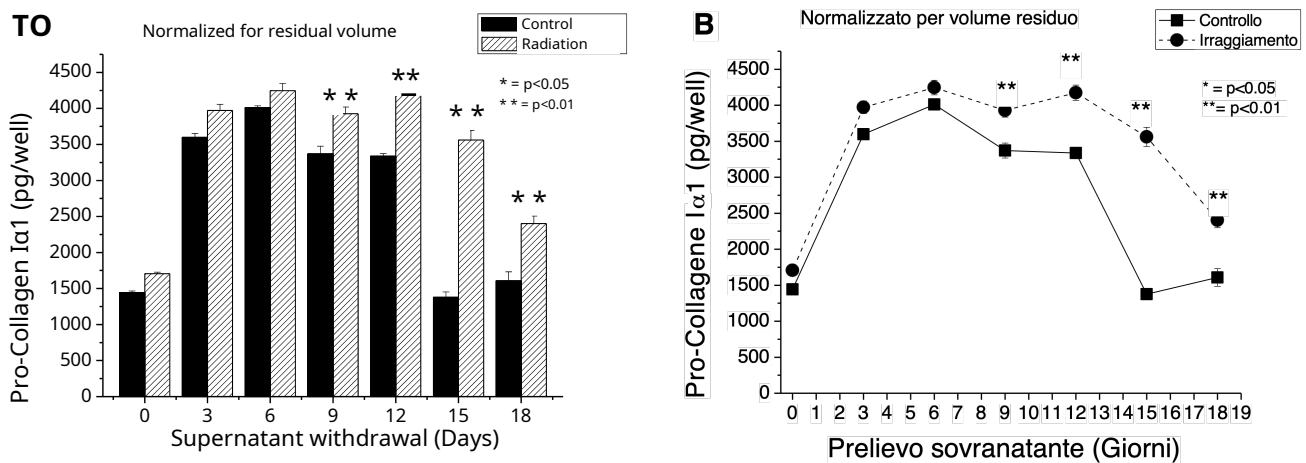 TO
Normalized for residual volume
Control
Radiation
* = p<0.05
* * = p<0.01
Pro-Collagen Iα1 (pg/well)
4500
4000
3500
3000
2500
2000
1500
1000
500
0
* *
**
* *
* *
0 3 6 9 12 15 18
Supernatant withdrawal (Days)
B
Normalizzato per volume residuo
Controllo
Irraggiamento
* = p<0.05
**= p<0.01
Pro-Collagene Iα1 (pg/well)
4500
4000
3500
3000
2500
2000
1500
1000
500
0
**
**
**
**
0 1 2 3 4 5 6 7 8 9 10 11 12 13 14 15 16 17 18 19
Prelievo sovranatante (Giorni)